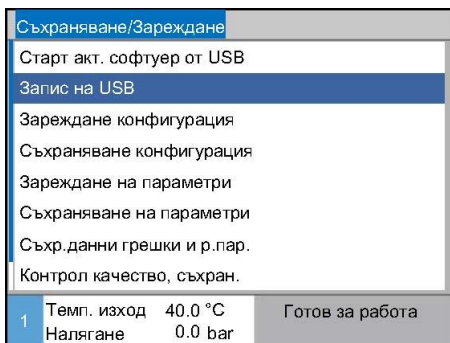 Съхраняване/Зареждане
Старт акт. софтуер от USB
Запис на USB
Зареждане конфигурация
Съхраняване конфигурация
Зареждане на параметри
Съхраняване на параметри
Съхр.данни грешки и р.пар.
Контрол качество, съхран.
1 Темп. изход 40.0 °C Готов за работа
Налягане 0.0 bar